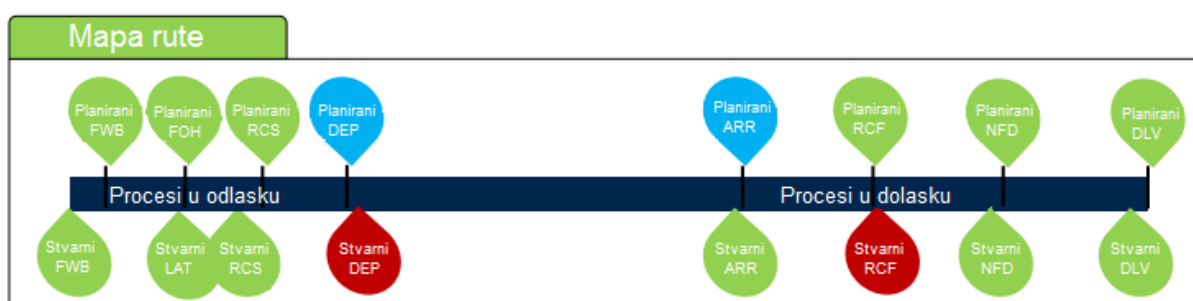 Mapa rute
Planirani
FWB
Planirani
FOH
Planirani
RCS
Planirani
DEP
Planirani
ARR
Planirani
RCF
Planirani
NFD
Planirani
DLV
Procesi u odlasku
Procesi u dolasku
Stvarni
FWB
Stvarni
LAT
Stvarni
RCS
Stvarni
DEP
Stvarni
ARR
Stvarni
RCF
Stvarni
NFD
Stvarni
DLV